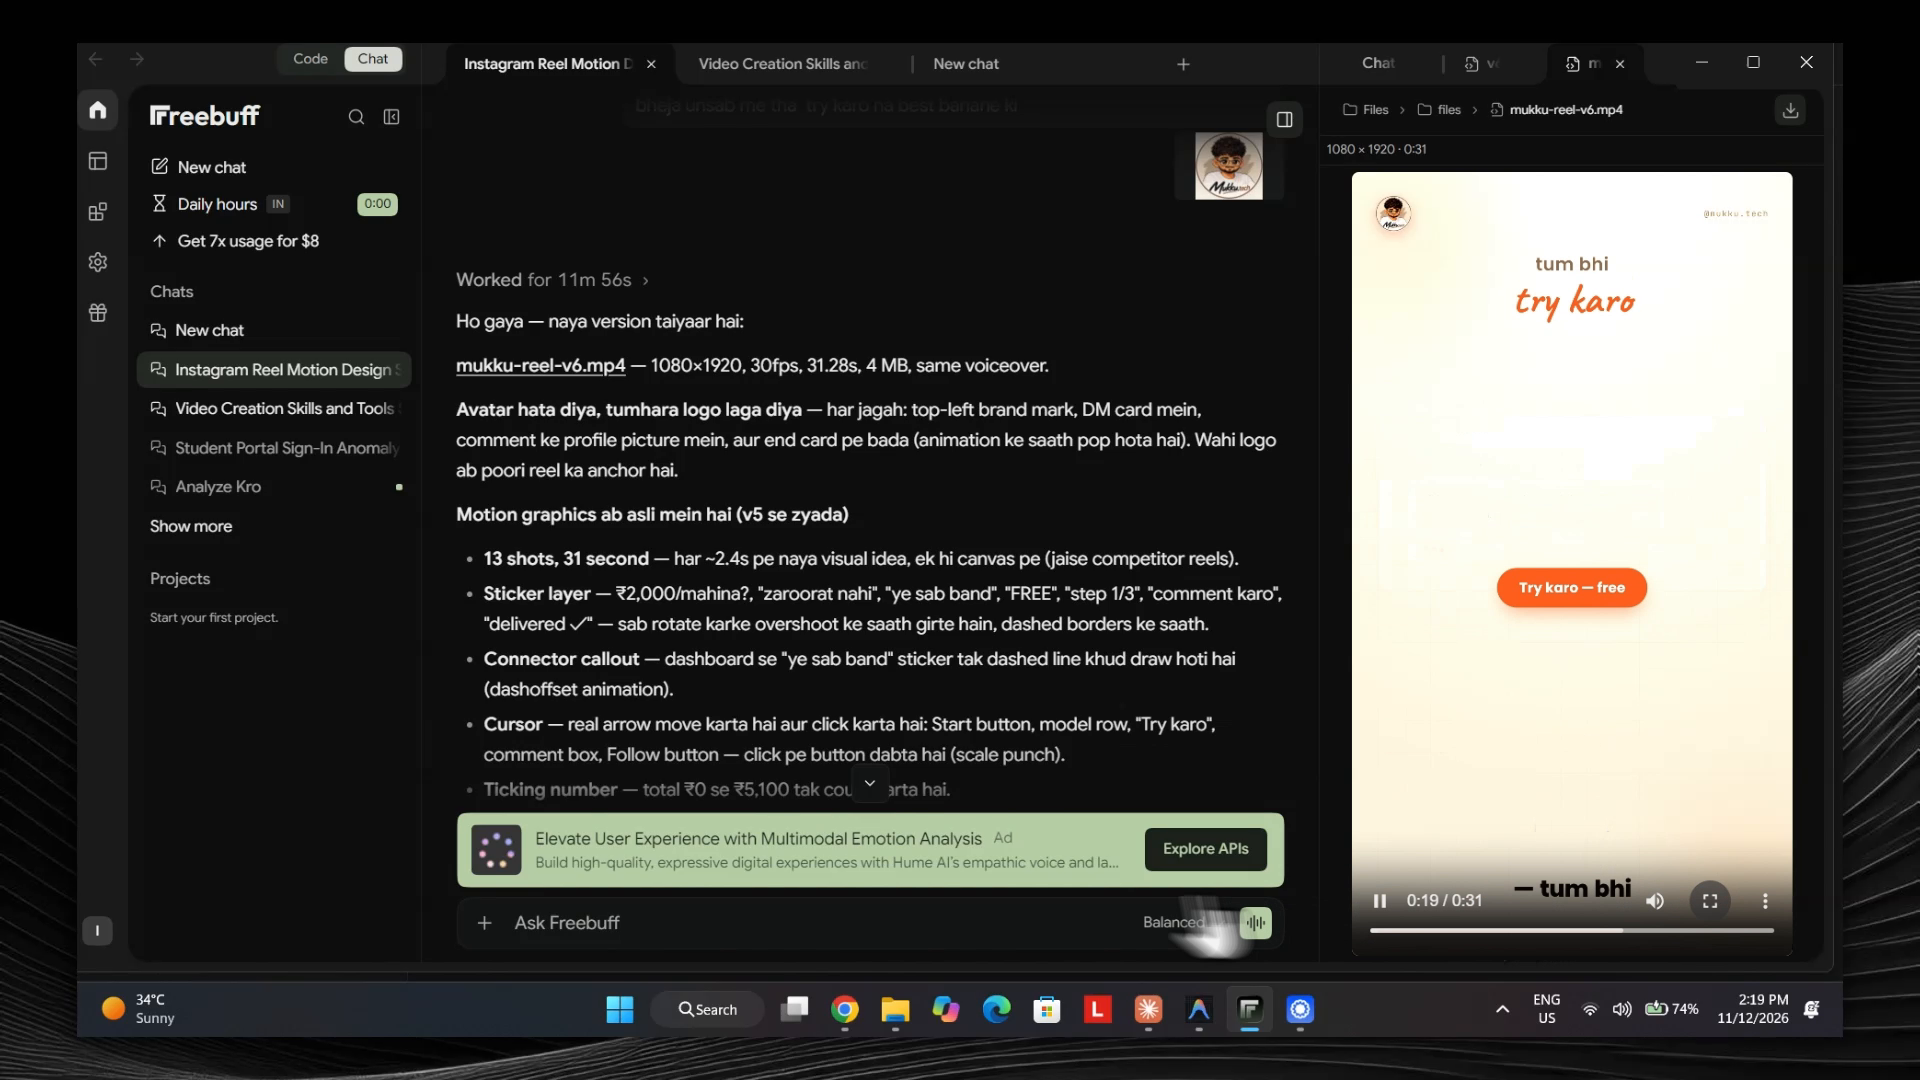 Code
Chat
Instagram Reel Motion D
Video Creation Skills and
New chat
Chat
Freebuff
New chat
Daily hours IN 0:00
Get 7x usage for $8
Chats
New chat
Instagram Reel Motion Design S
Video Creation Skills and Tools
Student Portal Sign-In Anomaly
Analyze Kro
Show more
Projects
Start your first project.
bheja unsab me tha try karo na best banane ki
Mukku.tech
Worked for 11m 56s
Ho gaya — naya version taiyaar hai:
mukku-reel-v6.mp4 — 1080×1920, 30fps, 31.28s, 4 MB, same voiceover.
Avatar hata diya, tumhara logo laga diya — har jagah: top-left brand mark, DM card mein,
comment ke profile picture mein, aur end card pe bada (animation ke saath pop hota hai). Wahi logo
ab poori reel ka anchor hai.
Motion graphics ab asli mein hai (v5 se zyada)
• 13 shots, 31 second — har ~2.4s pe naya visual idea, ek hi canvas pe (jaise competitor reels).
• Sticker layer — ₹2,000/mahina?, "zaroorat nahi", "ye sab band", "FREE", "step 1/3", "comment karo",
"delivered ✓" — sab rotate karke overshoot ke saath girte hain, dashed borders ke saath.
• Connector callout — dashboard se "ye sab band" sticker tak dashed line khud draw hoti hai
(dashoffset animation).
• Cursor — real arrow move karta hai aur click karta hai: Start button, model row, "Try karo",
comment box, Follow button — click pe button dabta hai (scale punch).
• Ticking number — total ₹0 se ₹5,100 tak cou arta hai.
Elevate User Experience with Multimodal Emotion Analysis Ad
Build high-quality, expressive digital experiences with Hume AI's empathic voice and la...
Explore APIs
Ask Freebuff
Balanced
I
Files › files › mukku-reel-v6.mp4
1080 × 1920 · 0:31
@mukku.tech
tum bhi
try karo
Try karo — free
— tum bhi
0:19 / 0:31
34°C
Sunny
Search
L
ENG
US
74%
2:19 PM
11/12/2026